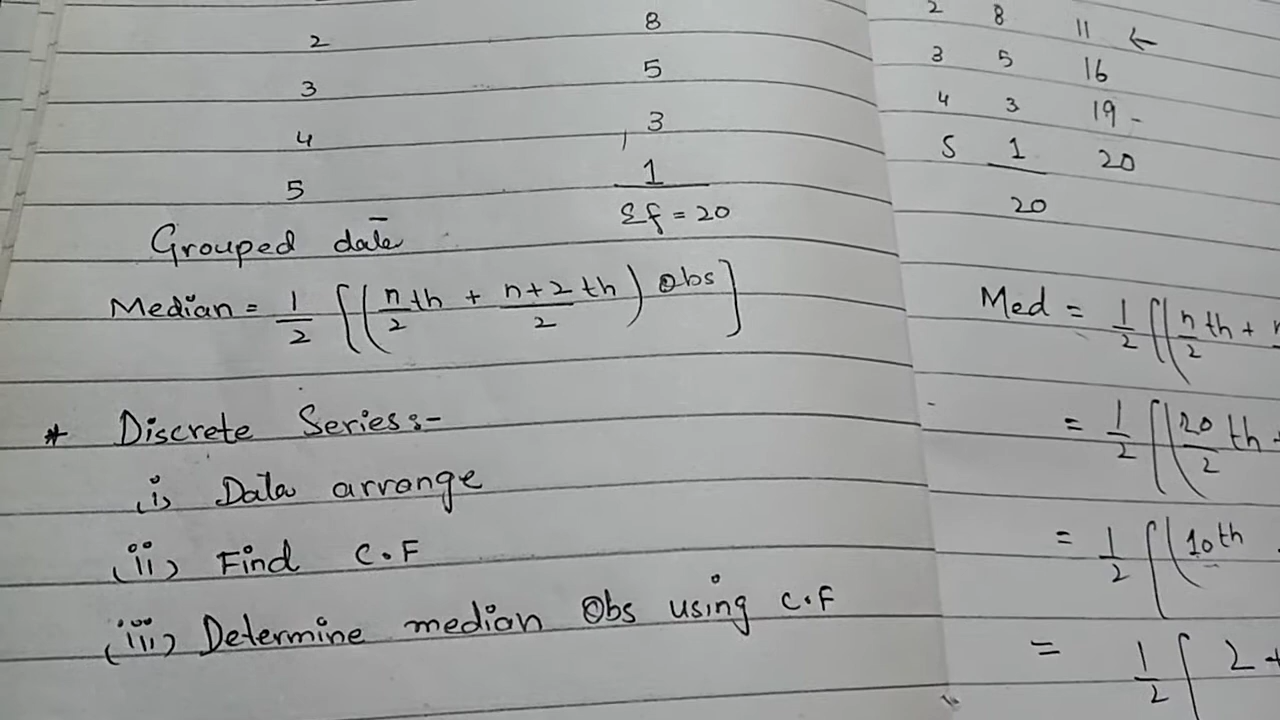 2 8
3 5
4 3
5 1
Σf = 20
Grouped data
Median = 1/2 [(n/2 th + n+2/2 th) Obs]
* Discrete Series:-
(i) Data arrange
(ii) Find C.F
(iii) Determine median Obs using C.F
2 8 11 ←
3 5 16
4 3 19 -
5 1 20
20
Med = 1/2 [(n/2 th +
= 1/2 [(20/2 th +
= 1/2 [(10th
= 1/2 [ 2 +